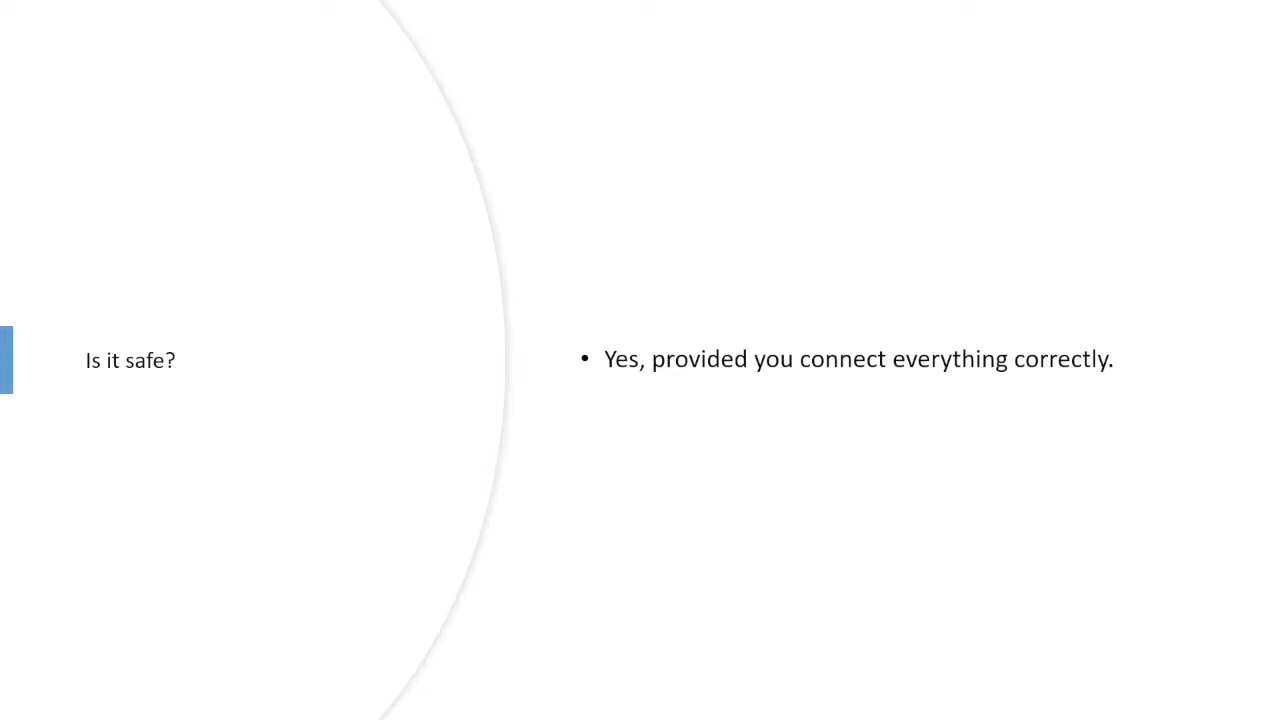 Is it safe?
• Yes, provided you connect everything correctly.